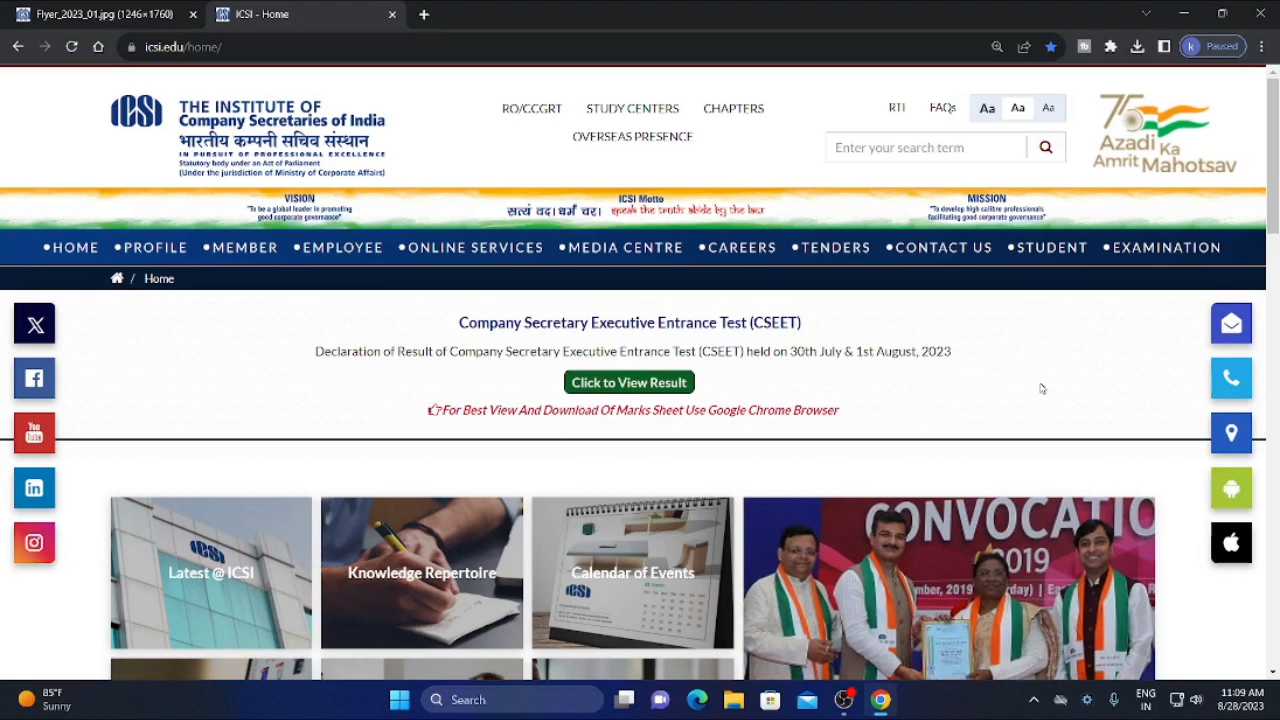 Flyer_2023_01.jpg (1246×1760)
ICSI - Home
icsi.edu/home/
k Paused
ICSI
THE INSTITUTE OF
Company Secretaries of India
भारतीय कम्पनी सचिव संस्थान
IN PURSUIT OF PROFESSIONAL EXCELLENCE
Statutory body under an Act of Parliament
(Under the jurisdiction of Ministry of Corporate Affairs)
RO/CCGRT STUDY CENTERS CHAPTERS
OVERSEAS PRESENCE
RTI FAQs Aa Aa Aa
Enter your search term
75
Azadi Ka
Amrit Mahotsav
VISION
"To be a global leader in promoting
good corporate governance"
ICSI Motto
सत्यं वद। धर्मं चर। speak the truth. abide by the law
MISSION
"To develop high calibre professionals
facilitating good corporate governance"
•HOME •PROFILE •MEMBER •EMPLOYEE •ONLINE SERVICES •MEDIA CENTRE •CAREERS •TENDERS •CONTACT US •STUDENT •EXAMINATION
/ Home
Company Secretary Executive Entrance Test (CSEET)
Declaration of Result of Company Secretary Executive Entrance Test (CSEET) held on 30th July & 1st August, 2023
Click to View Result
For Best View And Download Of Marks Sheet Use Google Chrome Browser
You
Tube
in
ICSI
Latest @ ICSI
Knowledge Repertoire
Calendar of Events
ICSI
CONVOCATIO
2019
85°F
Sunny
Search
ENG
IN
11:09 AM
8/28/2023